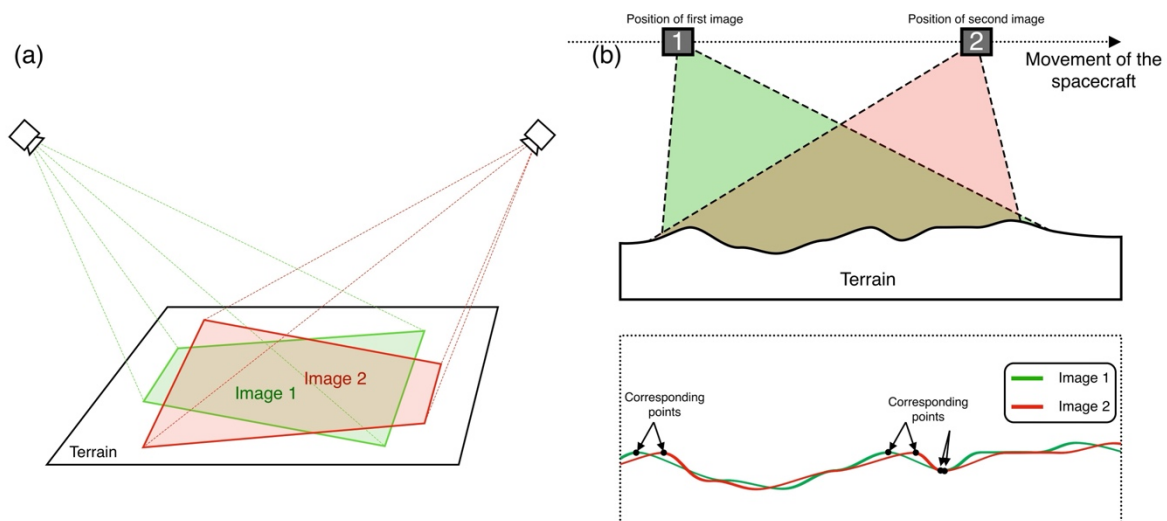 (a)
Image 1
Image 2
Terrain
Position of first image
Position of second image
1
2
(b)
Movement of the
spacecraft
Terrain
Image 1
Image 2
Corresponding
points
Corresponding
points